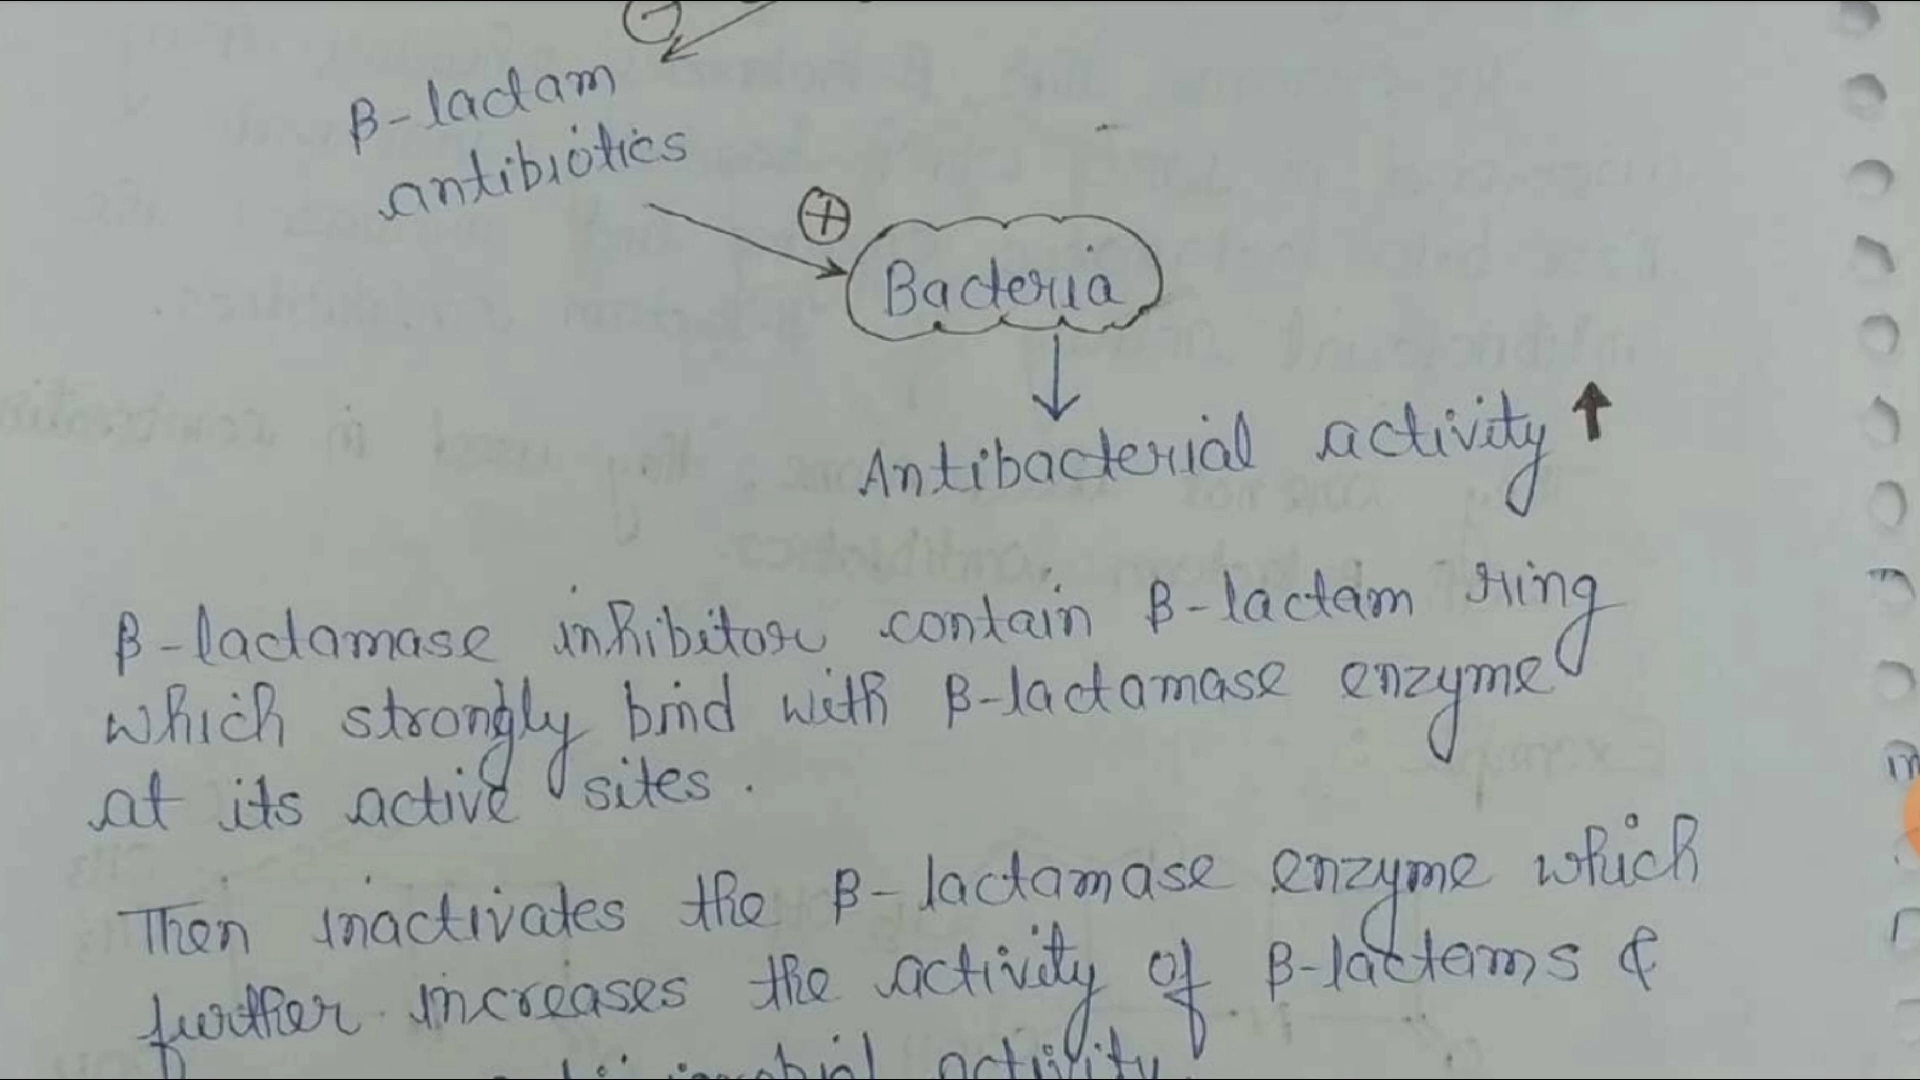 β-lactam
antibiotics
Bacteria
Antibacterial activity ↑
β-lactamase inhibitor contain β-lactam ring
which strongly bind with β-lactamase enzyme
at its active sites.
Then inactivates the β-lactamase enzyme which
further increases the activity of β-lactams &
activity.